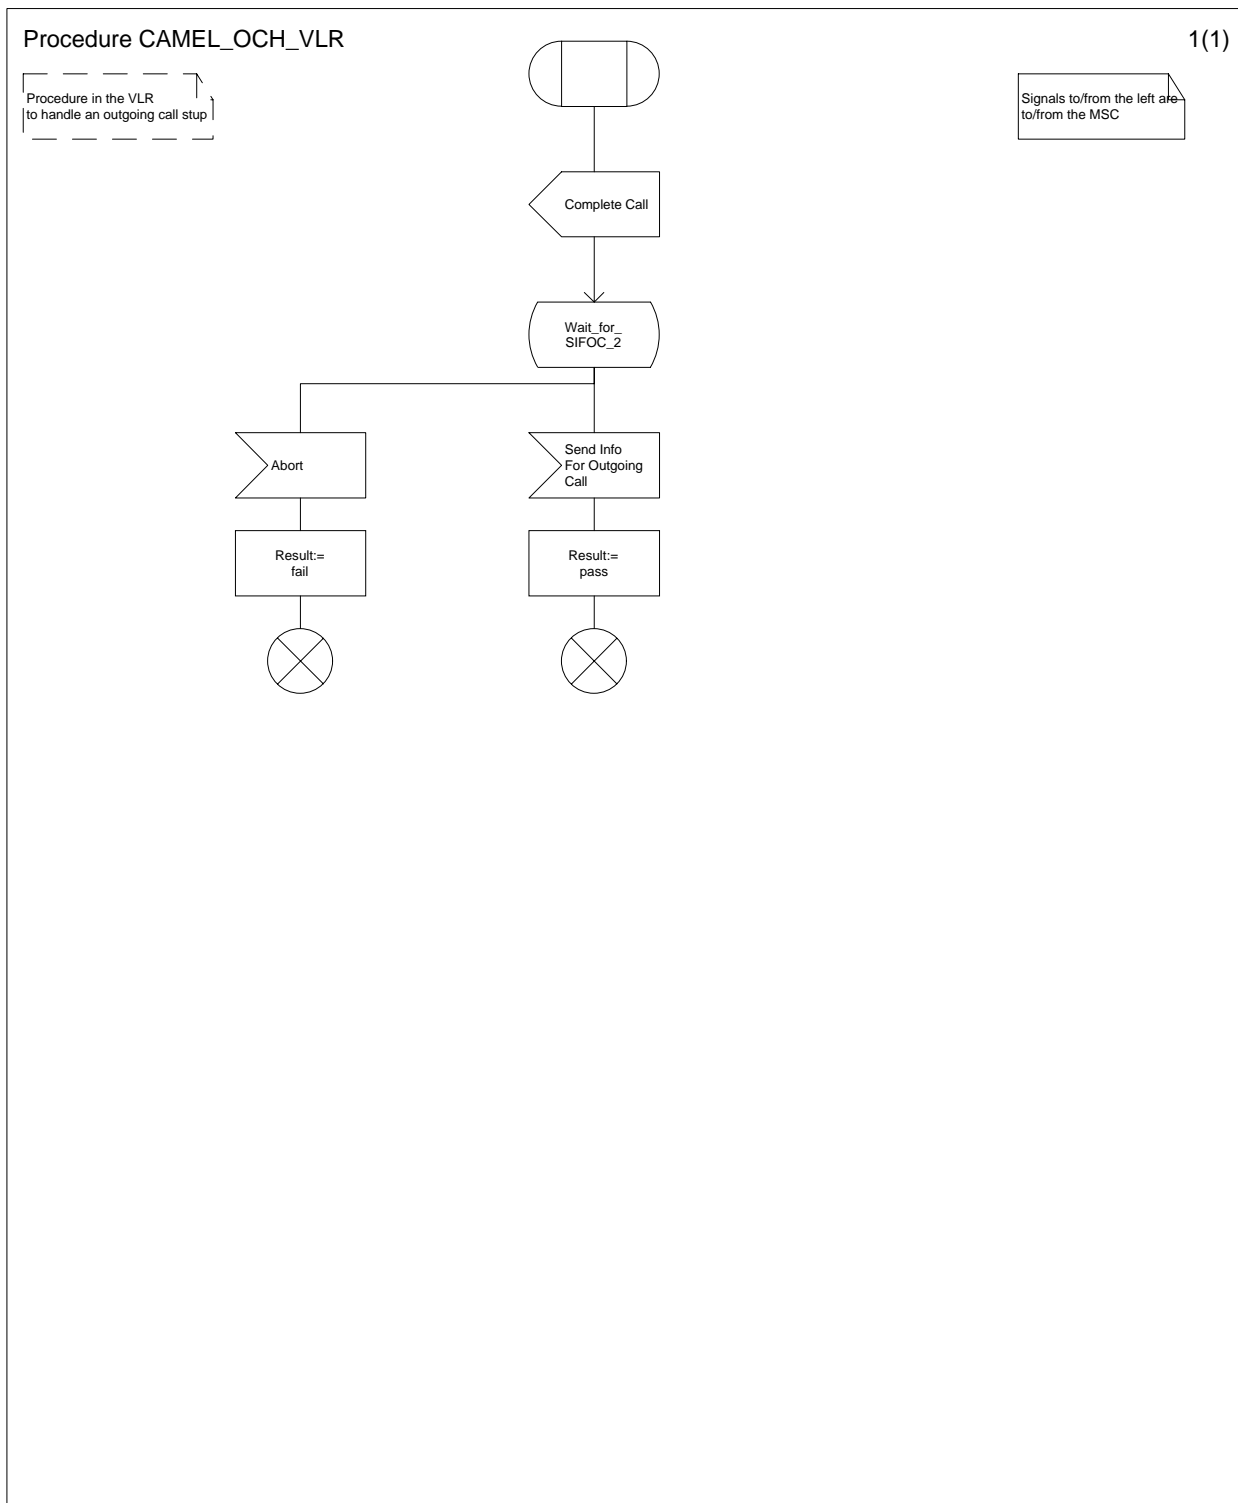 Procedure CAMEL_OCH_VLR
1(1)
Procedure in the VLR
to handle an outgoing call stup
Signals to/from the left are
to/from the MSC
Complete Call
Wait_for_
SIFOC_2
Abort
Send Info
For Outgoing
Call
Result:=
fail
Result:=
pass